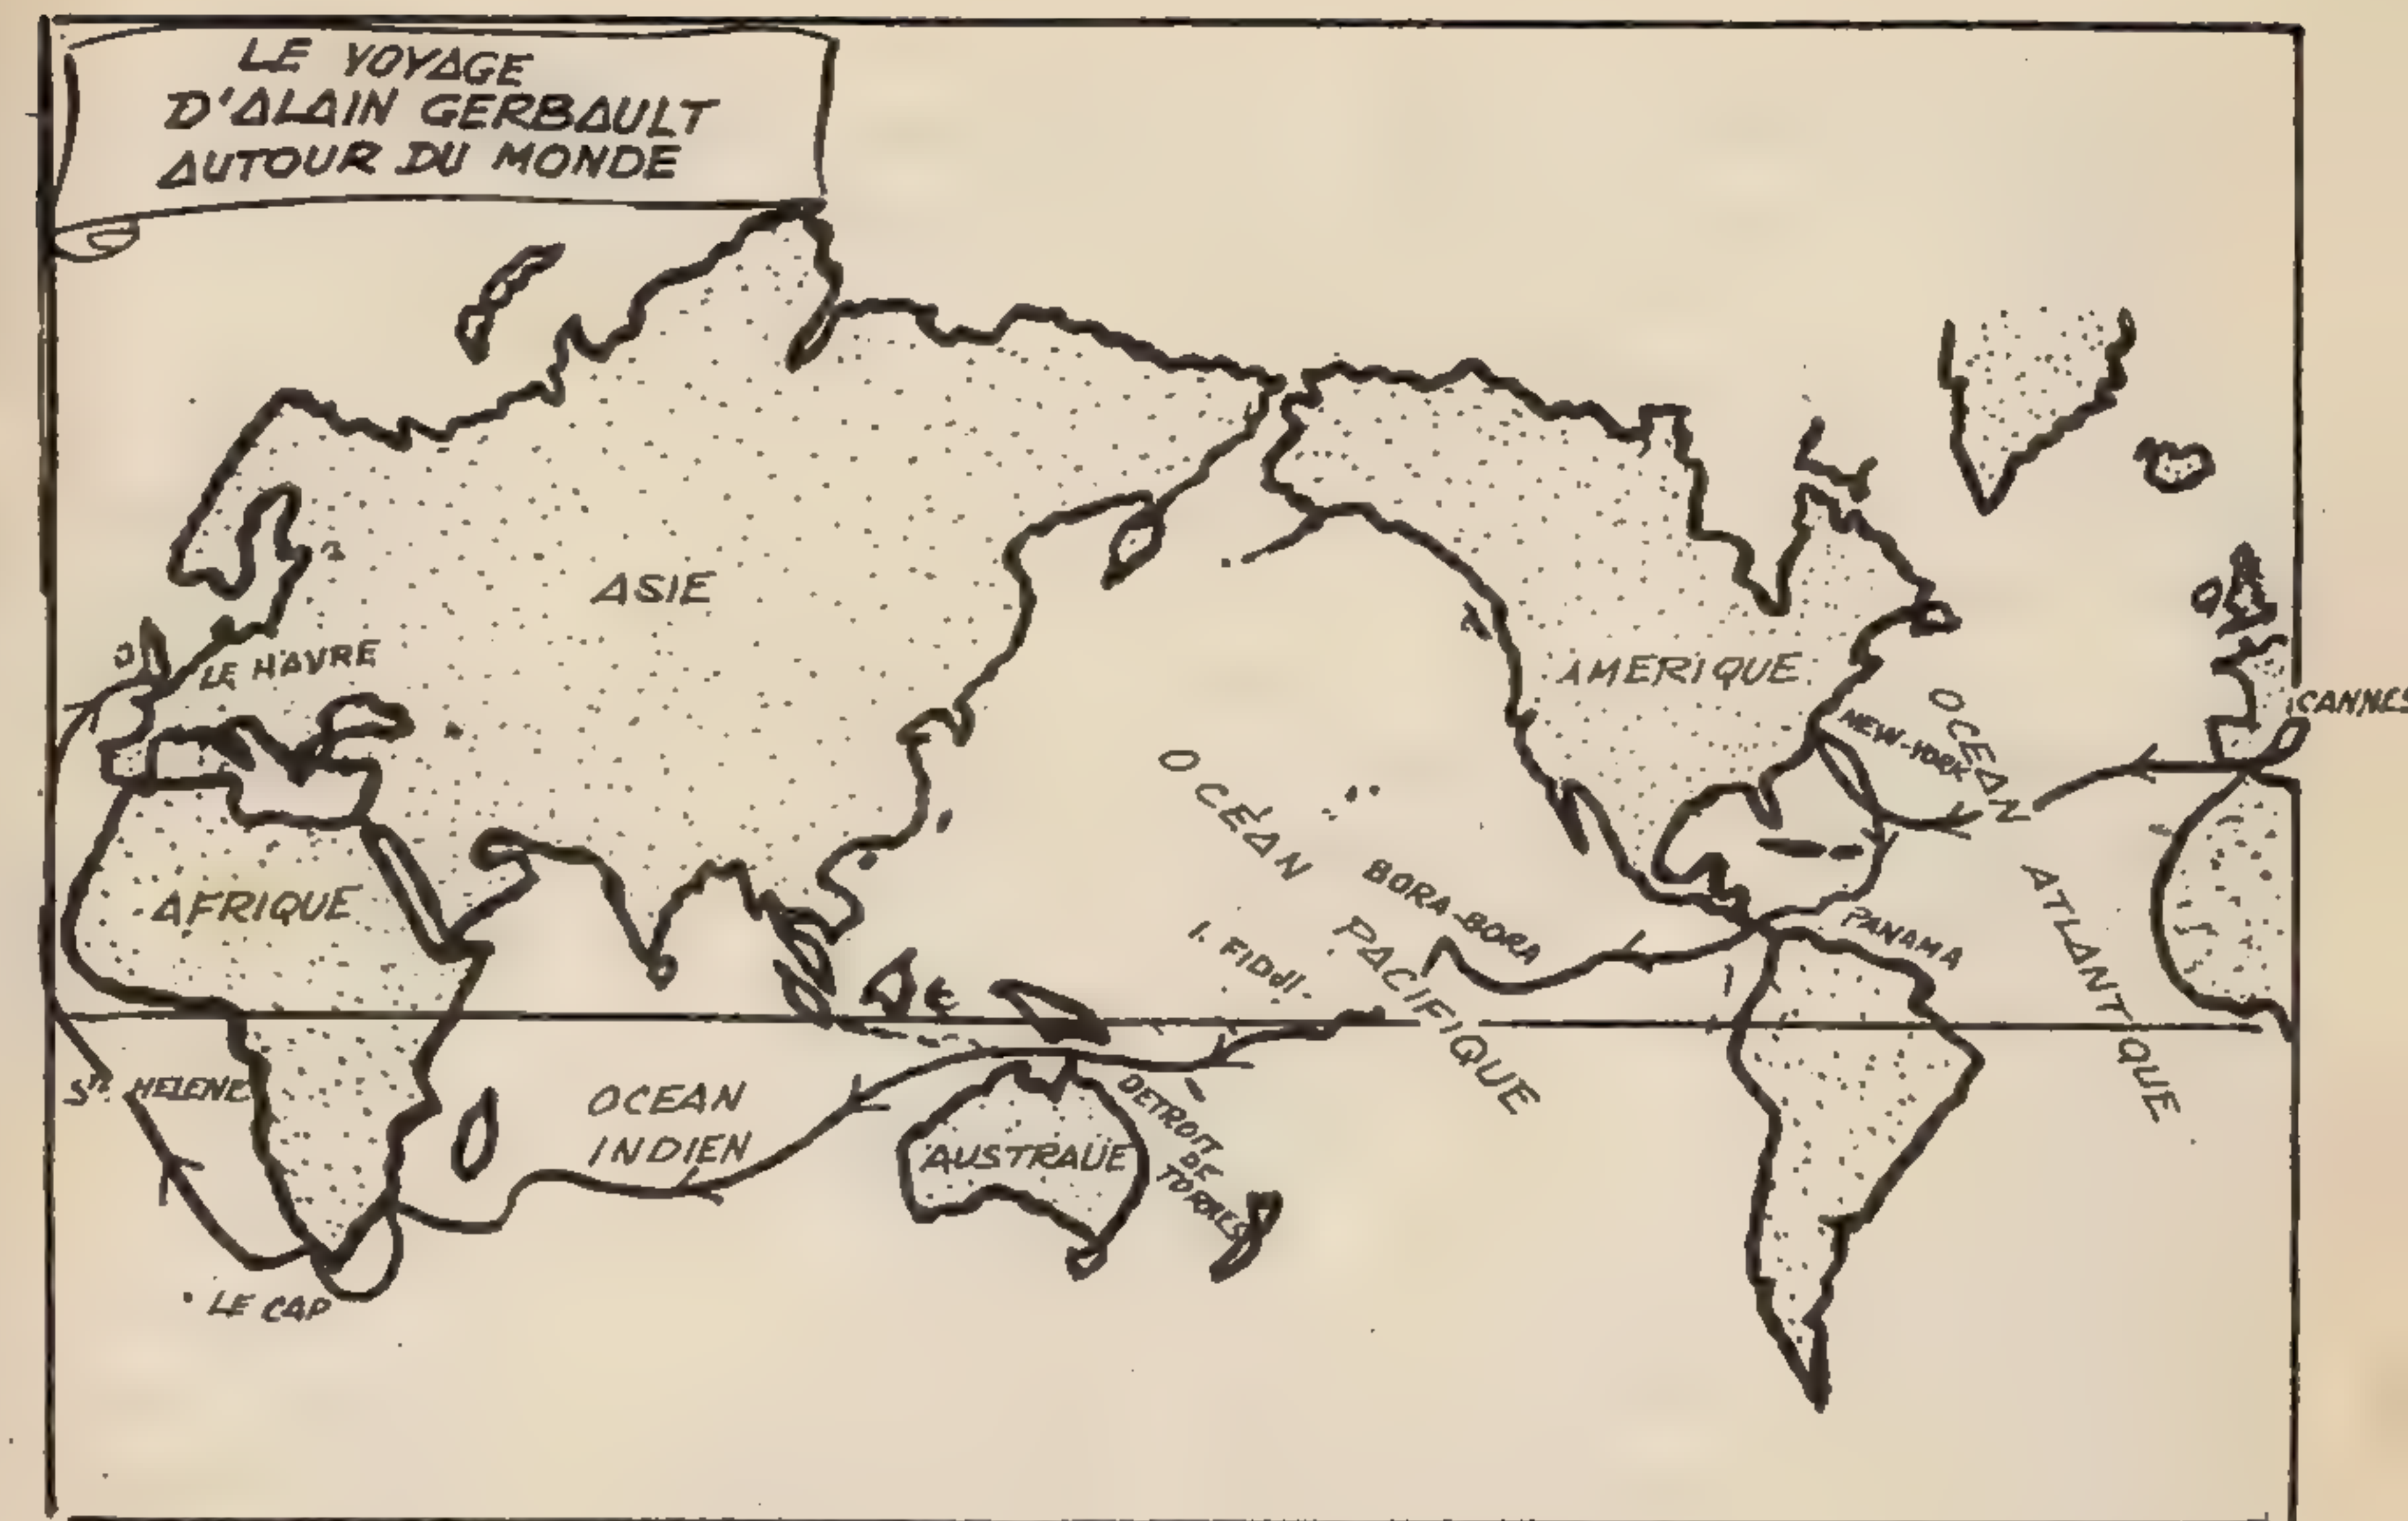 LE VOYAGE
D'ALAIN GERBAULT
AUTOUR DU MONDE
ASIE
LE HAVRE
AMERIQUE
CANNES
NEW-YORK
OCEAN
ATLANTIQUE
OCÉAN
PACIFIQUE
BORA-BORA
I. FIDJI
PANAMA
AFRIQUE
STE HELENE
OCEAN
INDIEN
AUSTRALIE
DETROIT
DE
TORRES
LE CAP